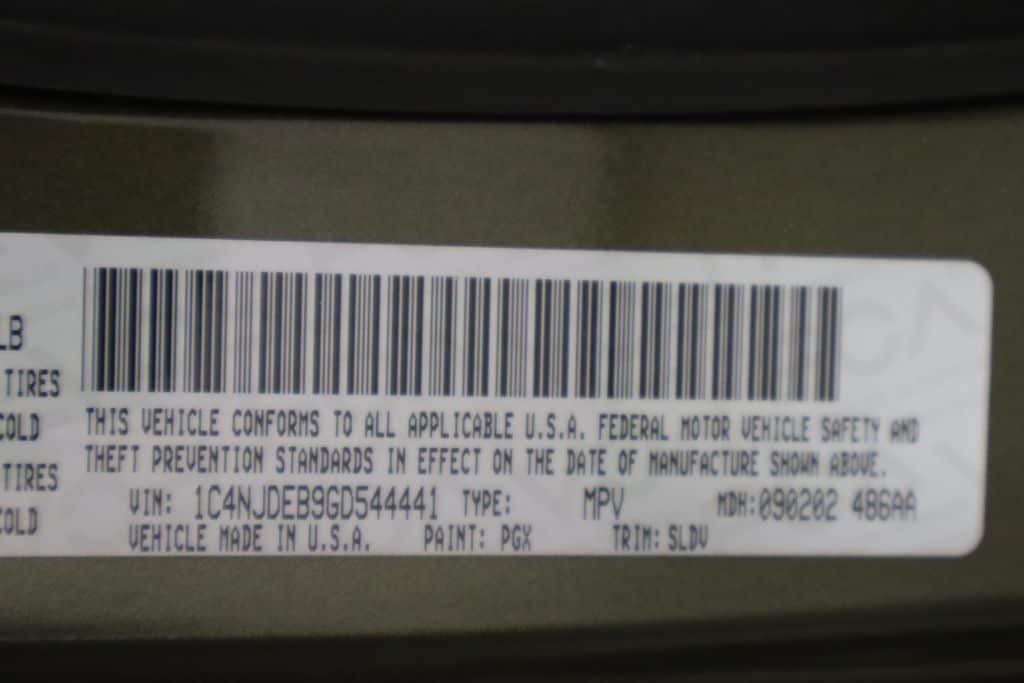 LB
TIRES
COLD
TIRES
COLD
THIS VEHICLE CONFORMS TO ALL APPLICABLE U.S.A. FEDERAL MOTOR VEHICLE SAFETY AND
THEFT PREVENTION STANDARDS IN EFFECT ON THE DATE OF MANUFACTURE SHOWN ABOVE.
VIN: 1C4NJDEB9GD544441 TYPE: MPV MDH:090202 486AA
VEHICLE MADE IN U.S.A. PAINT: PGX TRIM: SLDV